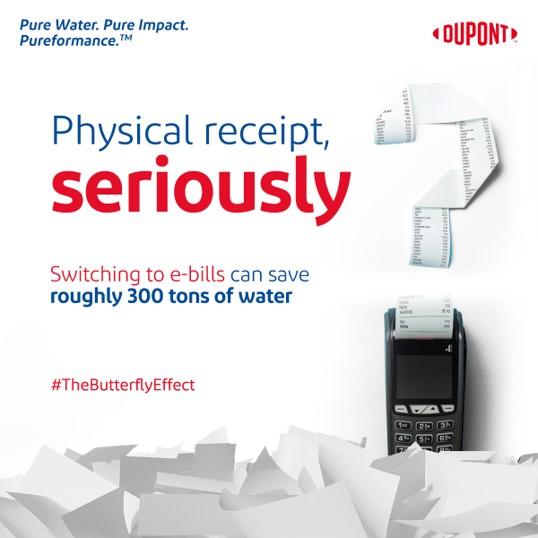 Pure Water. Pure Impact.
Pureformance.™
DUPONT™
Physical receipt,
seriously
Switching to e-bills can save
roughly 300 tons of water
#TheButterflyEffect